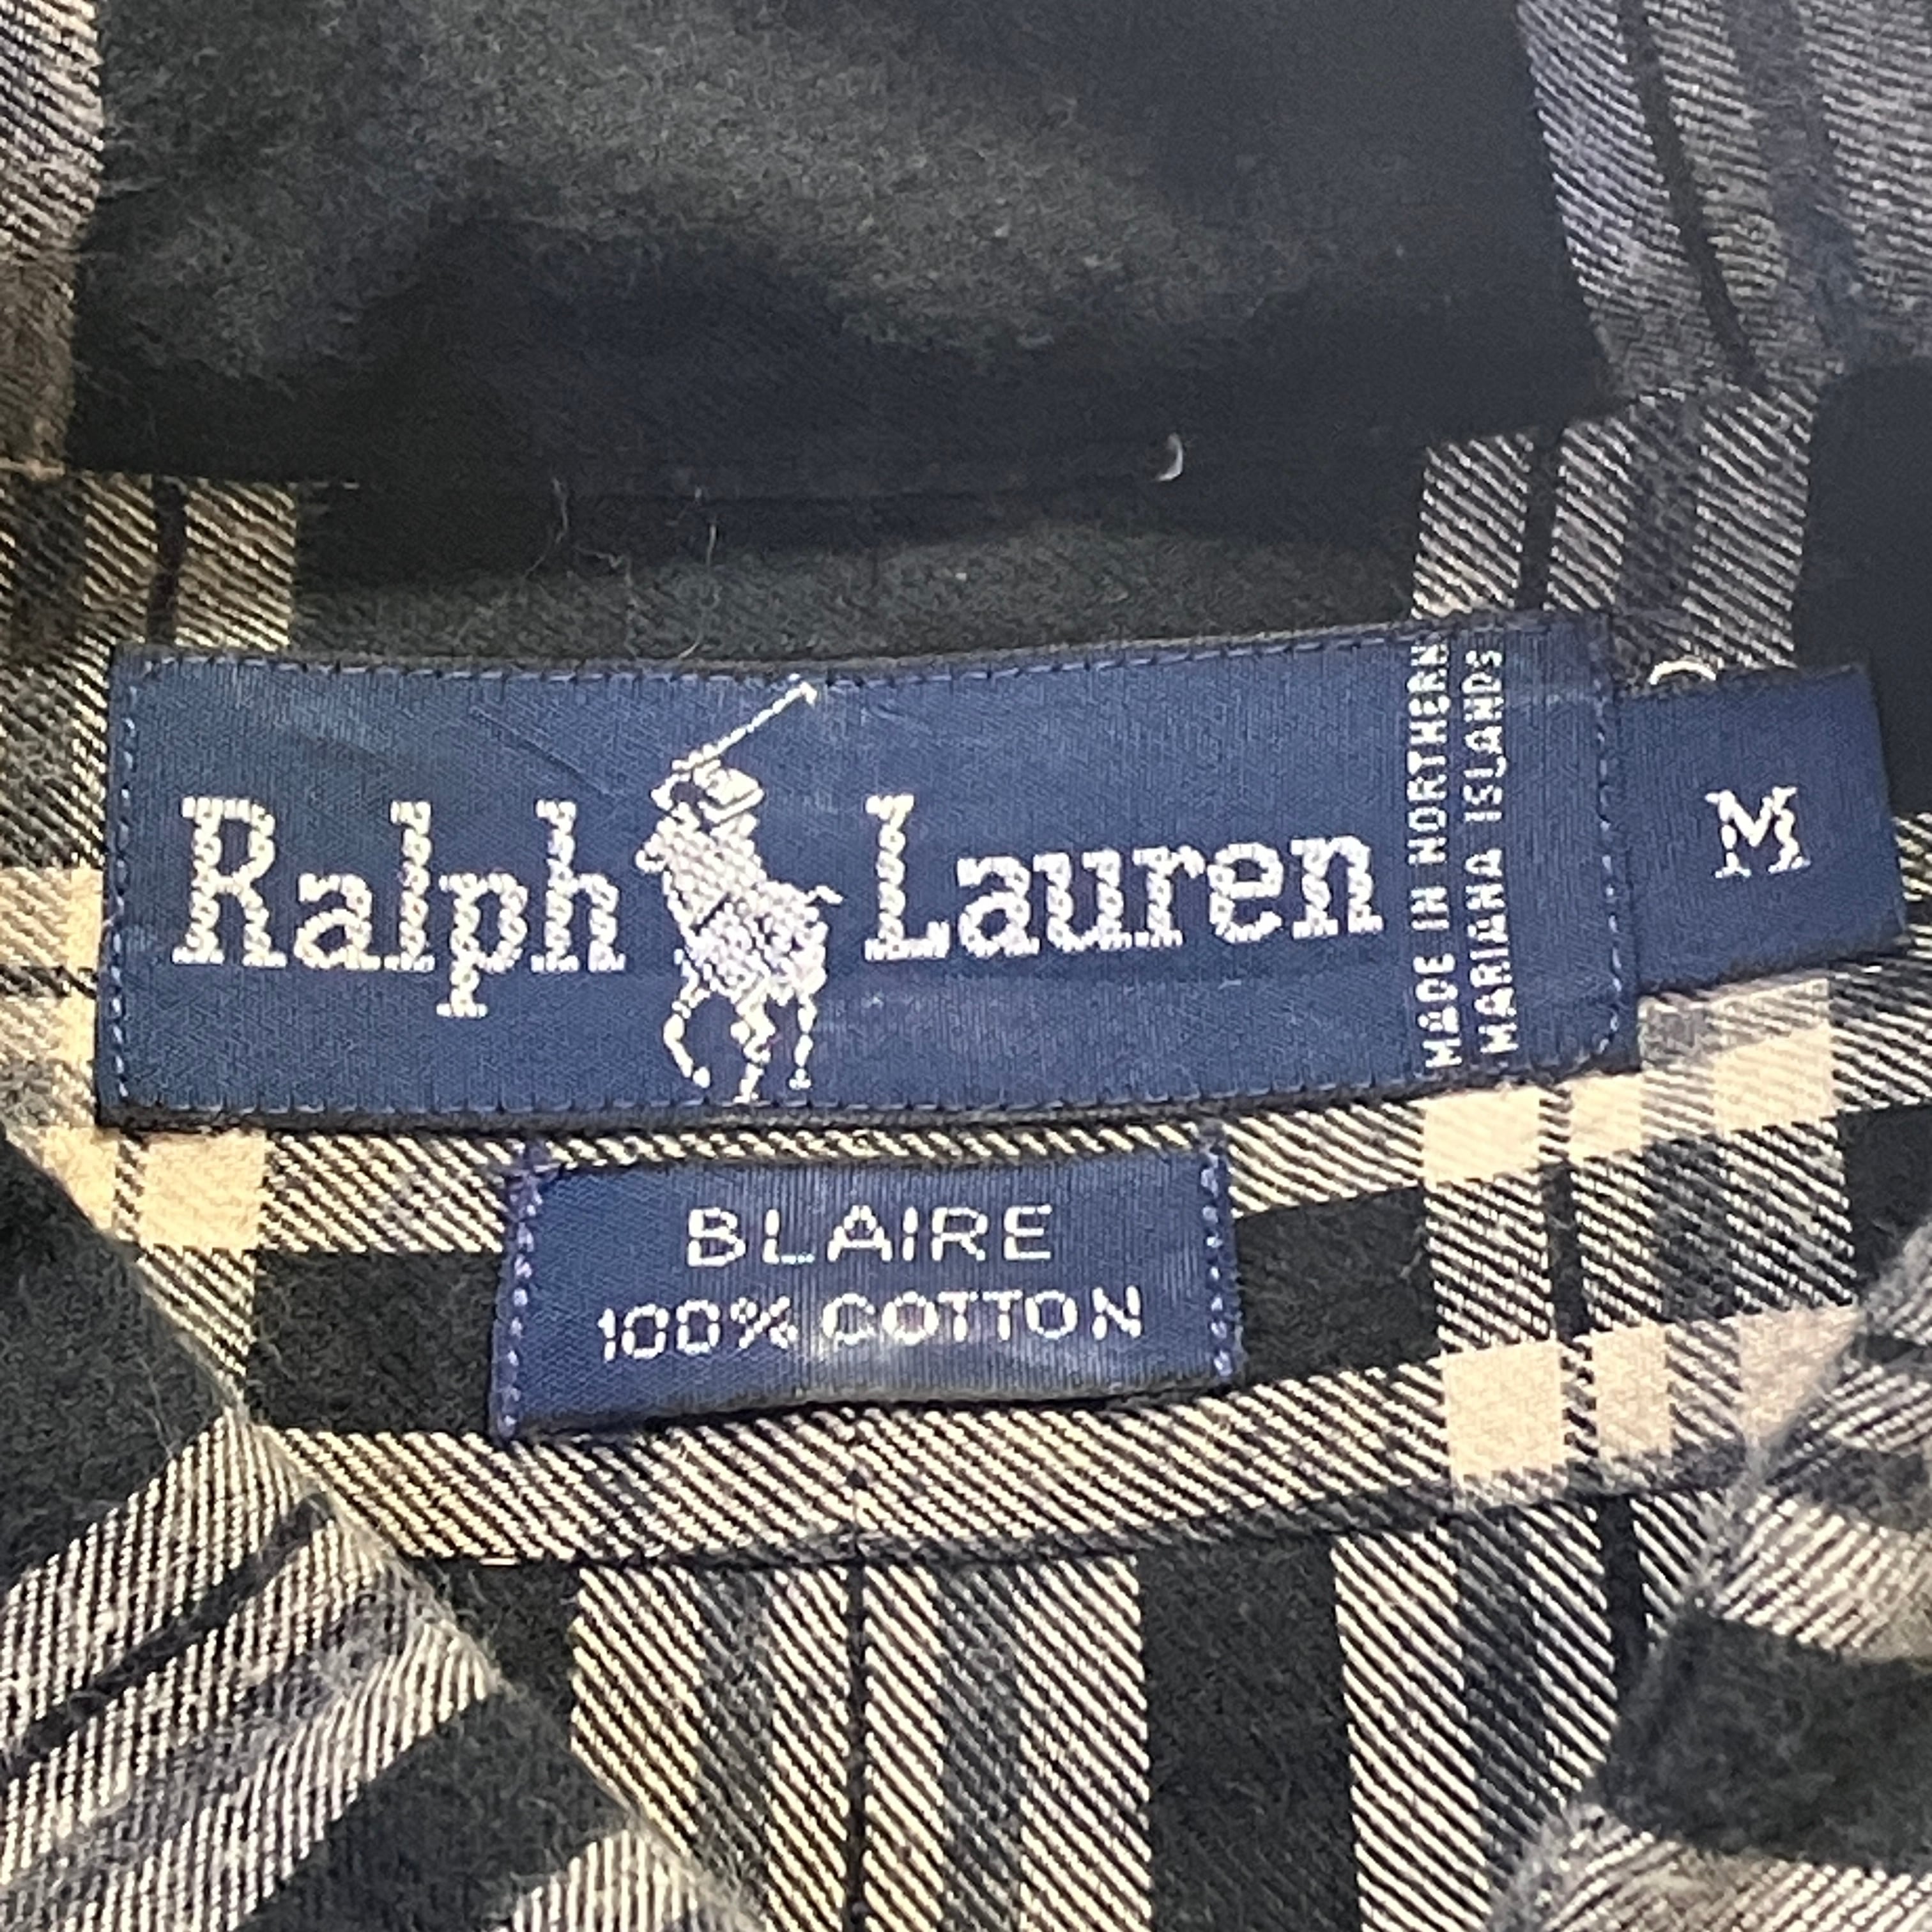 Ralph Lauren
MADE IN NORTHERN
MARIANA ISLANDS
M
BLAIRE
100% COTTON